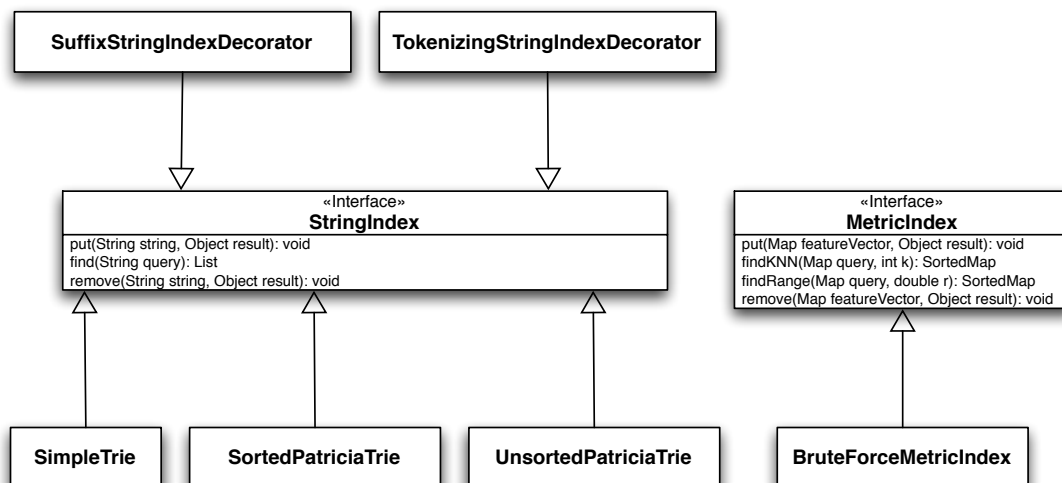 SuffixStringIndexDecorator
TokenizingStringIndexDecorator
«Interface»
StringIndex
put(String string, Object result): void
find(String query): List
remove(String string, Object result): void
«Interface»
MetricIndex
put(Map featureVector, Object result): void
findKNN(Map query, int k): SortedMap
findRange(Map query, double r): SortedMap
remove(Map featureVector, Object result): void
SimpleTrie
SortedPatriciaTrie
UnsortedPatriciaTrie
BruteForceMetricIndex